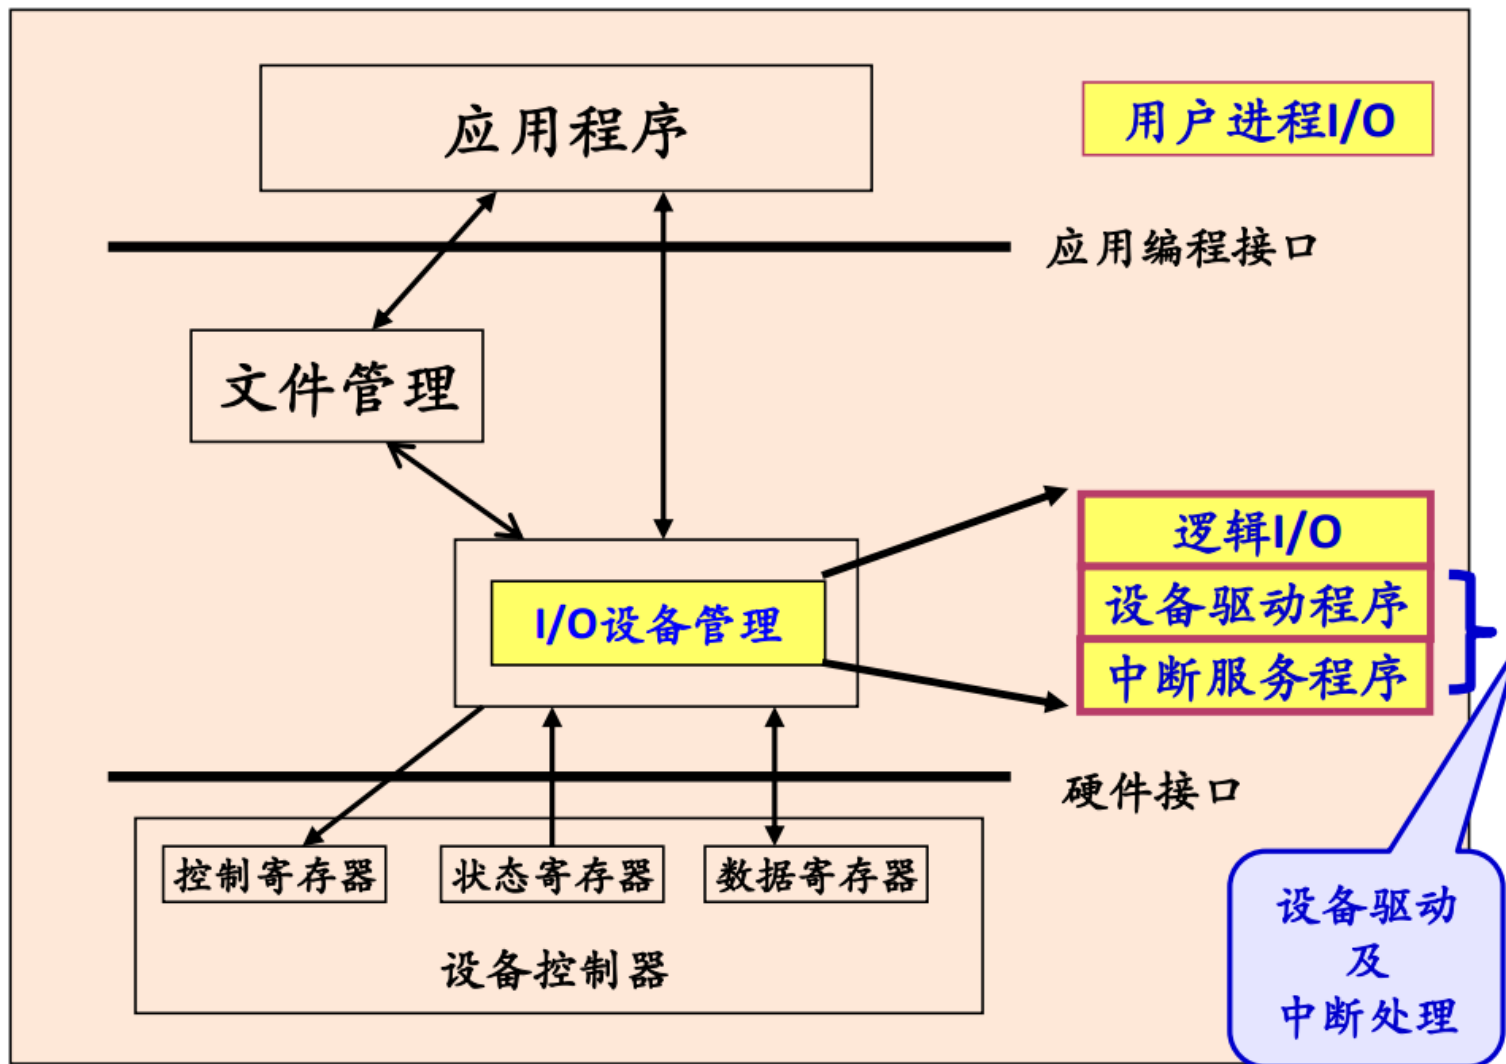 应用程序
用户进程I/O
应用编程接口
文件管理
逻辑I/O
设备驱动程序
I/O设备管理
中断服务程序
硬件接口
控制寄存器
状态寄存器
数据寄存器
设备控制器
设备驱动
及
中断处理